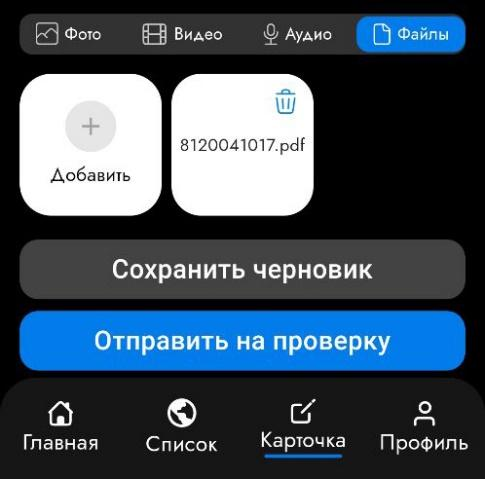 Фото Видео Аудио Файлы
8120041017.pdf
Добавить
Сохранить черновик
Отправить на проверку
Главная Список Карточка Профиль